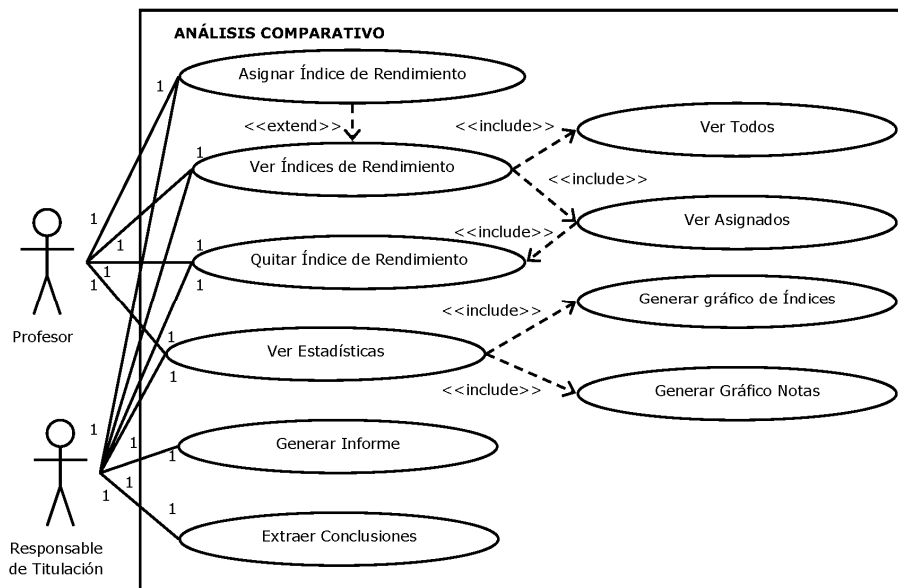 ANÁLISIS COMPARATIVO
Asignar Índice de Rendimiento
1
<<extend>>
<<include>>
Ver Todos
1
Ver Índices de Rendimiento
<<include>>
1
Ver Asignados
<<include>>
1
1
Quitar Índice de Rendimiento
1
1
1
Generar gráfico de Índices
Profesor
1
Ver Estadísticas
1
<<include>>
<<include>>
Generar Gráfico Notas
1
1
Generar Informe
1
1
1
1
Extraer Conclusiones
Responsable
de Titulación